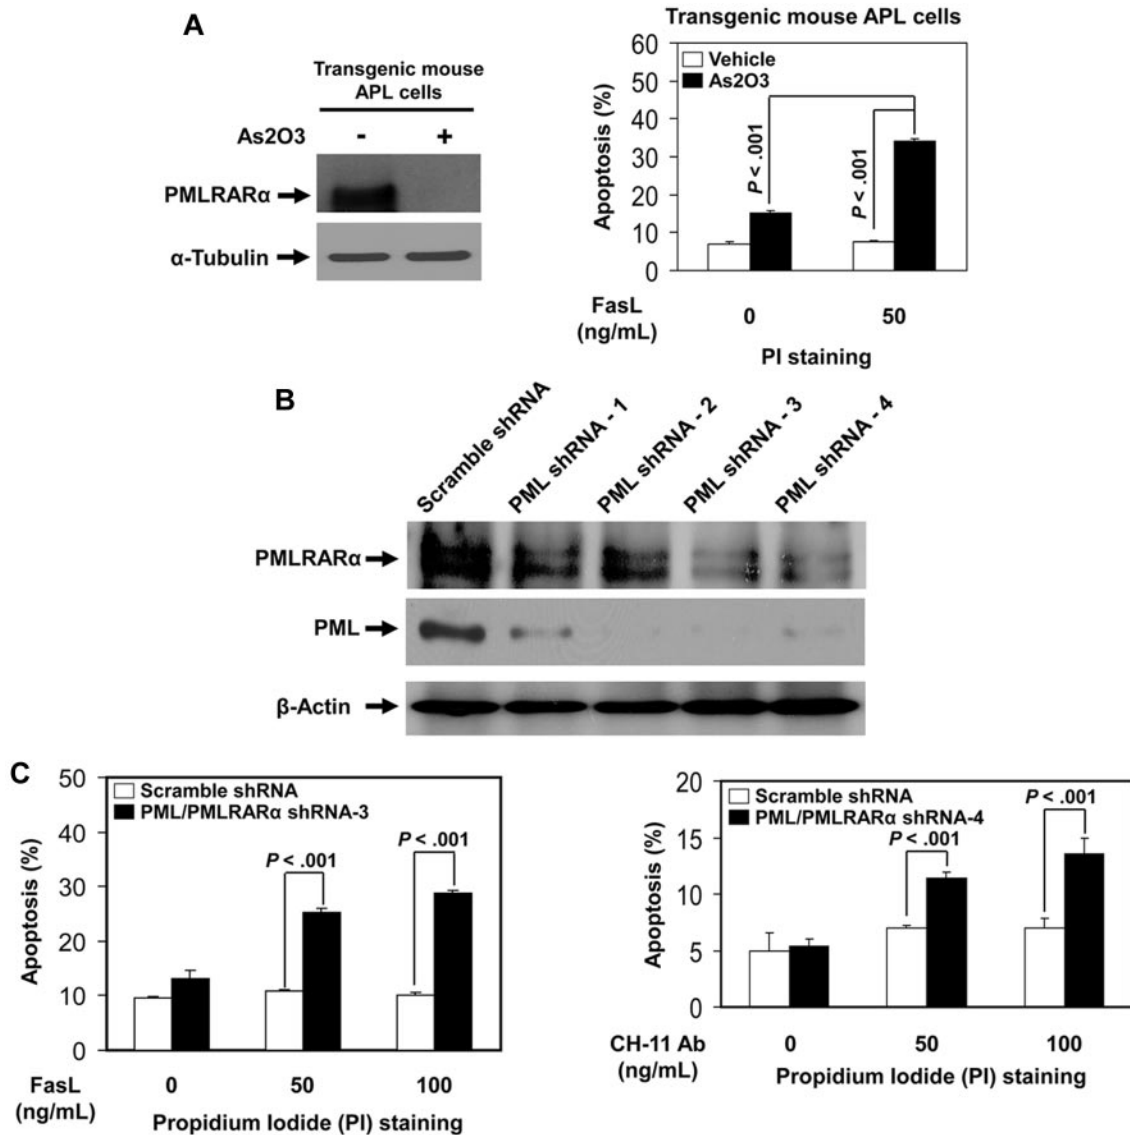 A
Transgenic mouse
APL cells
As2O3 - +
PMLRARα
α-Tubulin
Transgenic mouse APL cells
Vehicle
As2O3
Apoptosis (%)
60
50
40
30
20
10
0
P < .001
P < .001
FasL
(ng/mL)
0 50
PI staining
B
Scramble shRNA
PML shRNA - 1
PML shRNA - 2
PML shRNA - 3
PML shRNA - 4
PMLRARα
PML
β-Actin
C
Scramble shRNA
PML/PMLRARα shRNA-3
Apoptosis (%)
50
40
30
20
10
0
P < .001
P < .001
FasL
(ng/mL)
0 50 100
Propidium Iodide (PI) staining
Scramble shRNA
PML/PMLRARα shRNA-4
Apoptosis (%)
20
15
10
5
0
P < .001
P < .001
CH-11 Ab
(ng/mL)
0 50 100
Propidium Iodide (PI) staining